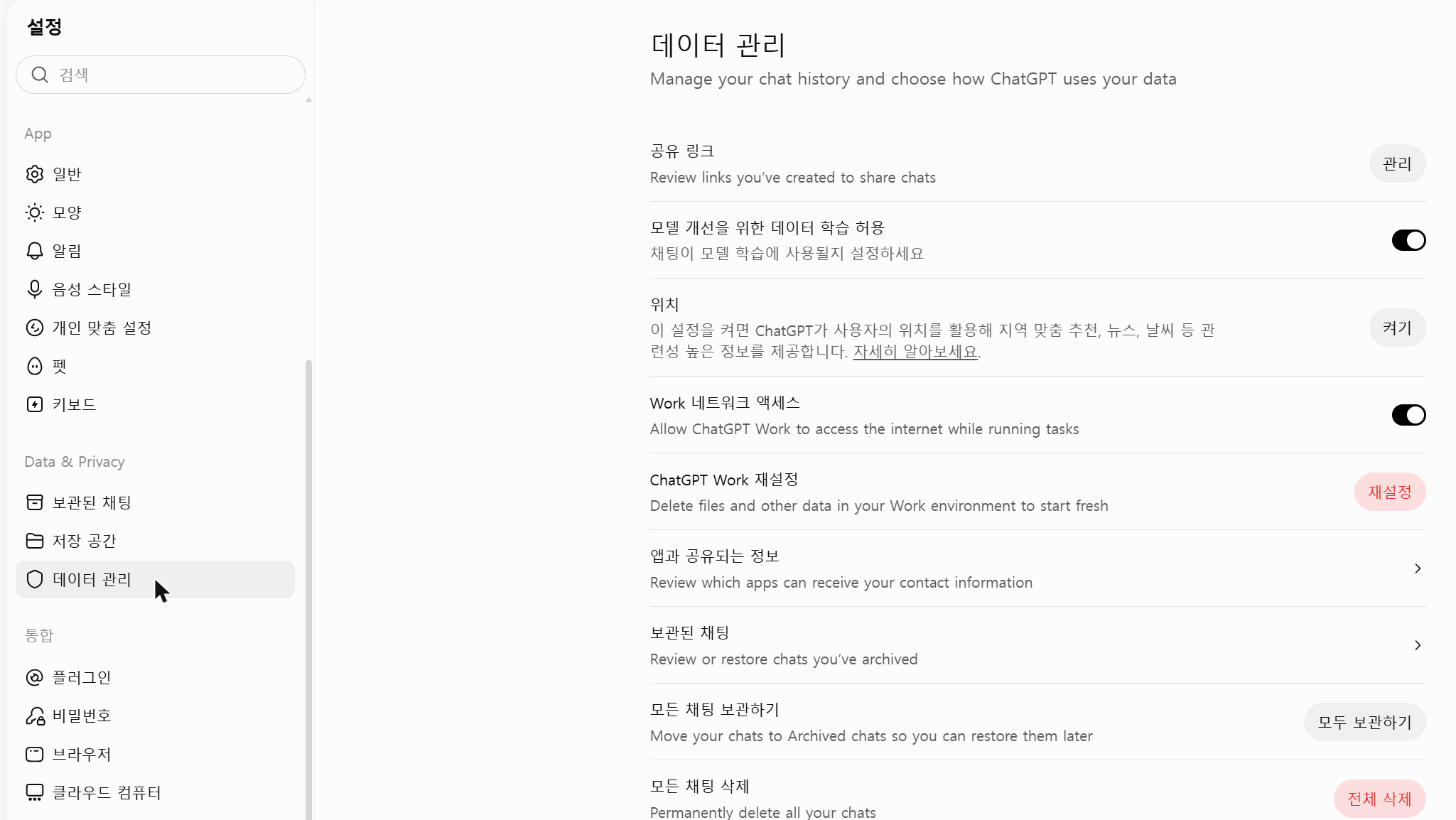 설정
검색
App
일반
모양
알림
음성 스타일
개인 맞춤 설정
펫
키보드
Data & Privacy
보관된 채팅
저장 공간
데이터 관리
통합
플러그인
비밀번호
브라우저
클라우드 컴퓨터
데이터 관리
Manage your chat history and choose how ChatGPT uses your data
공유 링크
Review links you’ve created to share chats
관리
모델 개선을 위한 데이터 학습 허용
채팅이 모델 학습에 사용될지 설정하세요
위치
이 설정을 켜면 ChatGPT가 사용자의 위치를 활용해 지역 맞춤 추천, 뉴스, 날씨 등 관
련성 높은 정보를 제공합니다. 자세히 알아보세요.
켜기
Work 네트워크 액세스
Allow ChatGPT Work to access the internet while running tasks
ChatGPT Work 재설정
Delete files and other data in your Work environment to start fresh
재설정
앱과 공유되는 정보
Review which apps can receive your contact information
보관된 채팅
Review or restore chats you’ve archived
모든 채팅 보관하기
Move your chats to Archived chats so you can restore them later
모두 보관하기
모든 채팅 삭제
Permanently delete all your chats
전체 삭제